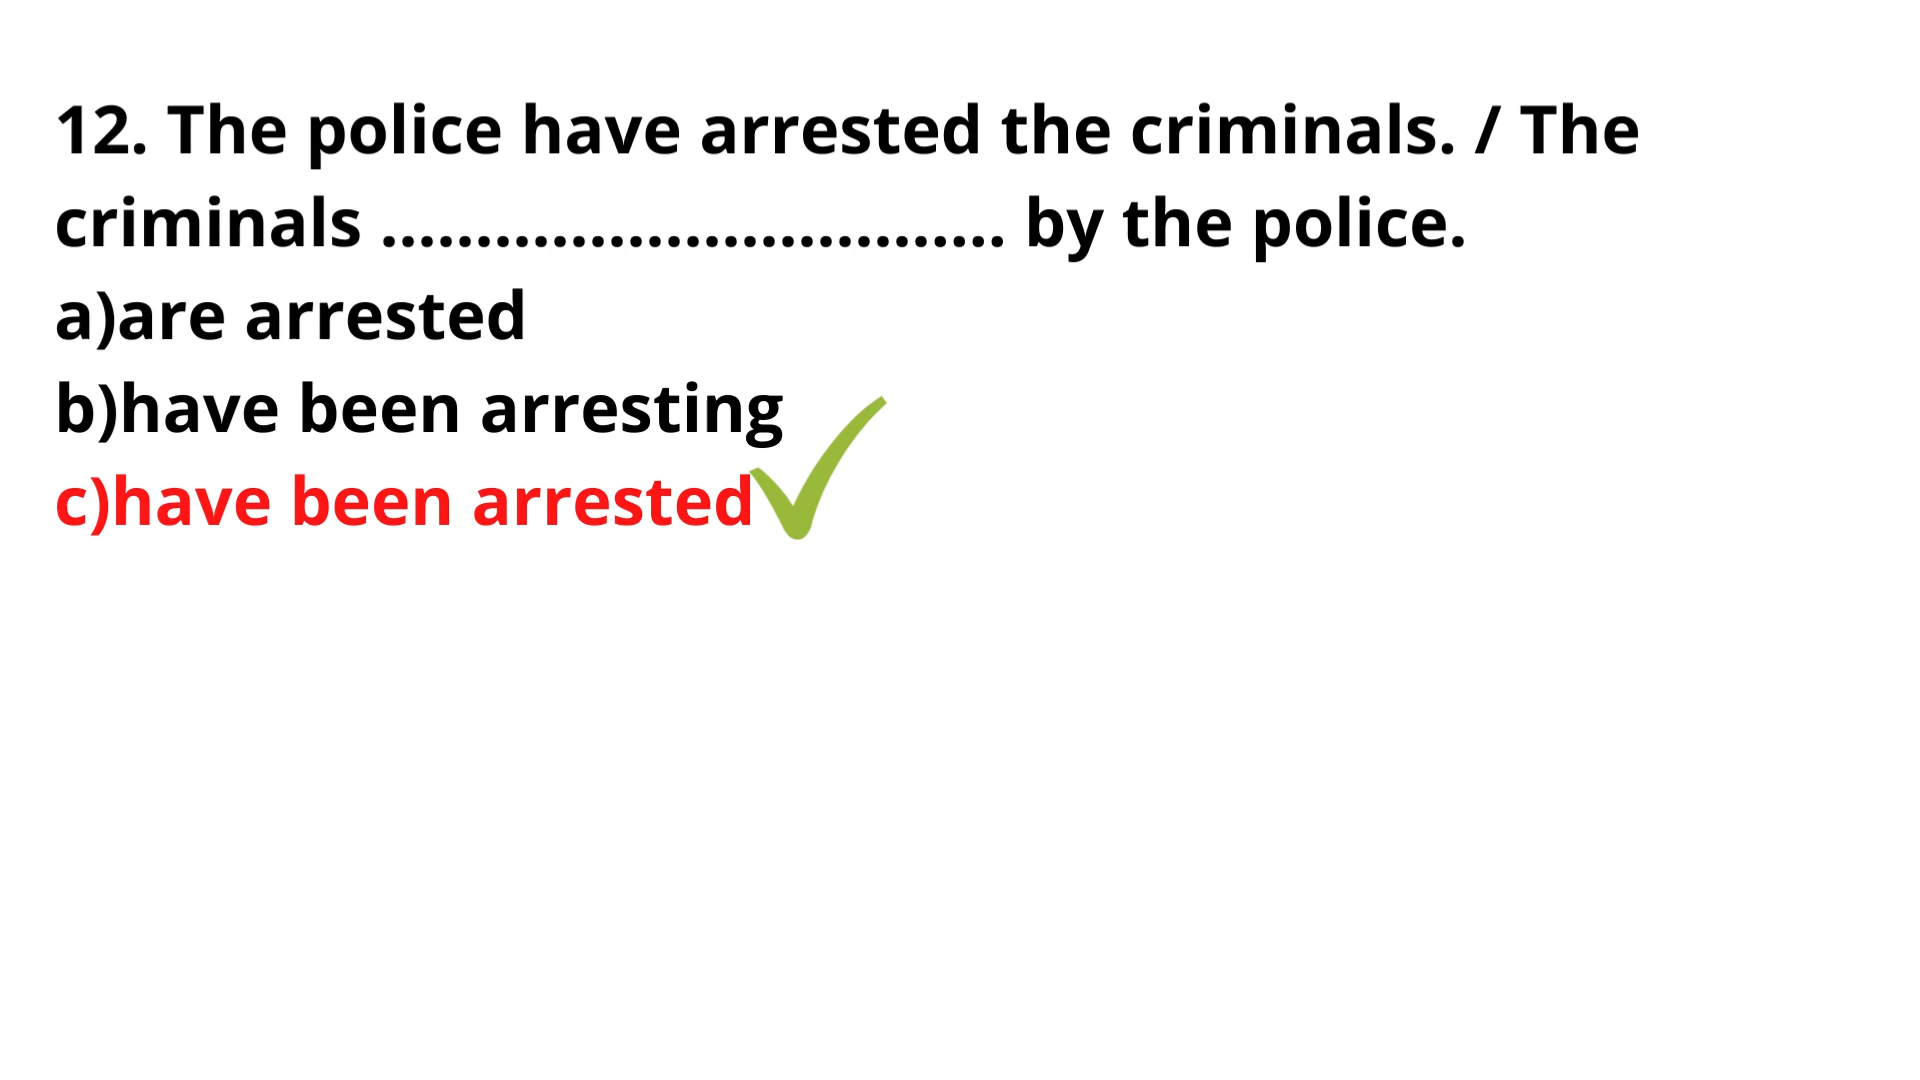 12. The police have arrested the criminals. / The
criminals ................................. by the police.
a)are arrested
b)have been arresting
c)have been arrested